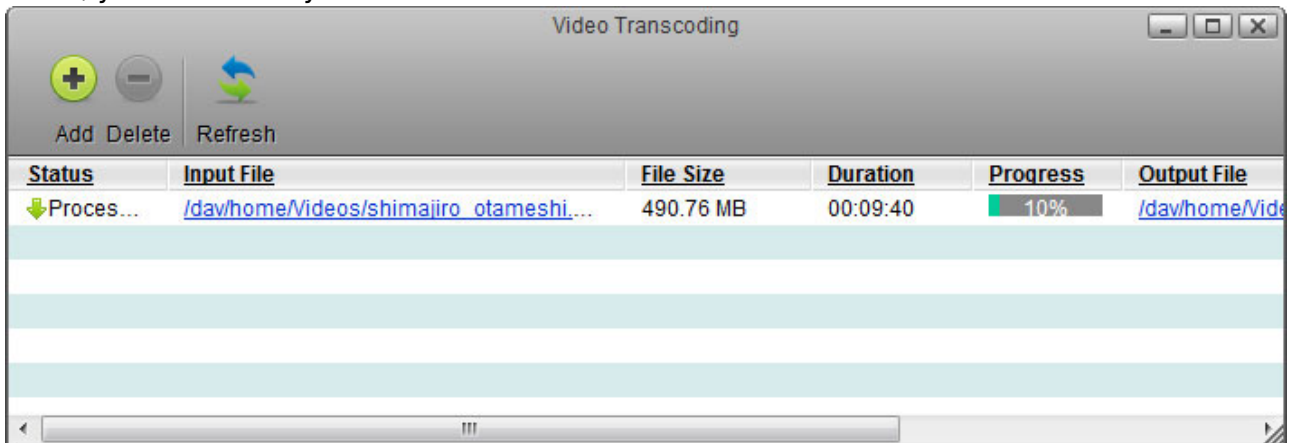 Video Transcoding
Add Delete Refresh
Status Input File File Size Duration Progress Output File
Proces... /dav/home/Videos/shimajiro_otameshi.... 490.76 MB 00:09:40 10% /dav/home/Vide